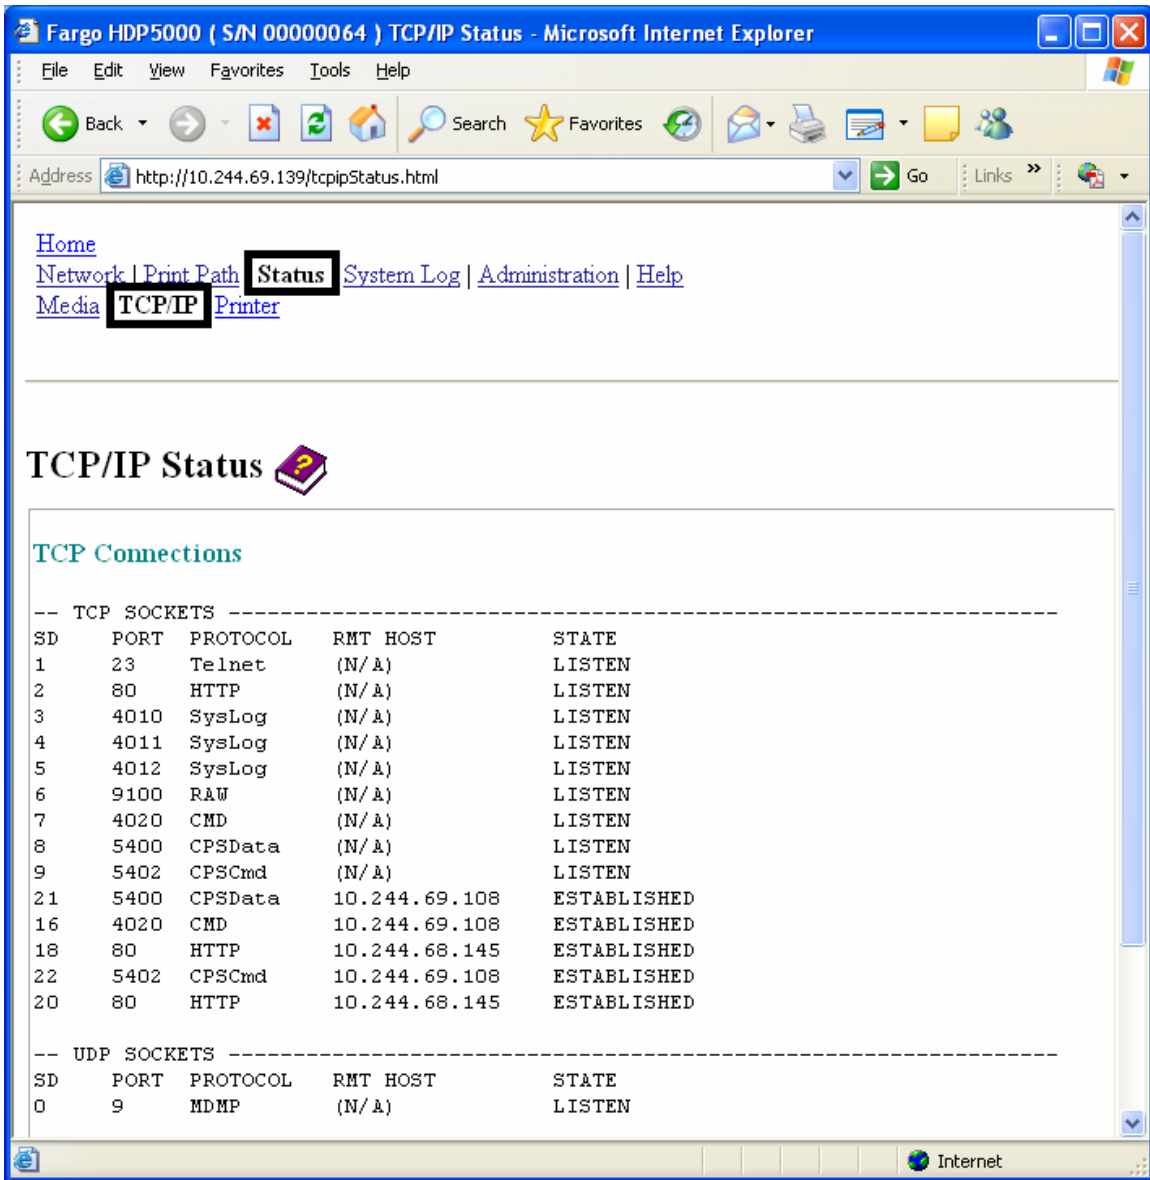 Fargo HDP5000 ( S/N 00000064 ) TCP/IP Status - Microsoft Internet Explorer
File Edit View Favorites Tools Help
Back Search Favorites
Address http://10.244.69.139/tcpipStatus.html Go Links »
Home
Network | Print Path Status System Log | Administration | Help
Media TCP/IP Printer
TCP/IP Status
TCP Connections
-- TCP SOCKETS ----------------------------------------------------------------
SD PORT PROTOCOL RMT HOST STATE
1 23 Telnet (N/A) LISTEN
2 80 HTTP (N/A) LISTEN
3 4010 SysLog (N/A) LISTEN
4 4011 SysLog (N/A) LISTEN
5 4012 SysLog (N/A) LISTEN
6 9100 RAW (N/A) LISTEN
7 4020 CMD (N/A) LISTEN
8 5400 CPSData (N/A) LISTEN
9 5402 CPSCmd (N/A) LISTEN
21 5400 CPSData 10.244.69.108 ESTABLISHED
16 4020 CMD 10.244.69.108 ESTABLISHED
18 80 HTTP 10.244.68.145 ESTABLISHED
22 5402 CPSCmd 10.244.69.108 ESTABLISHED
20 80 HTTP 10.244.68.145 ESTABLISHED
-- UDP SOCKETS ----------------------------------------------------------------
SD PORT PROTOCOL RMT HOST STATE
0 9 MDMP (N/A) LISTEN
Internet